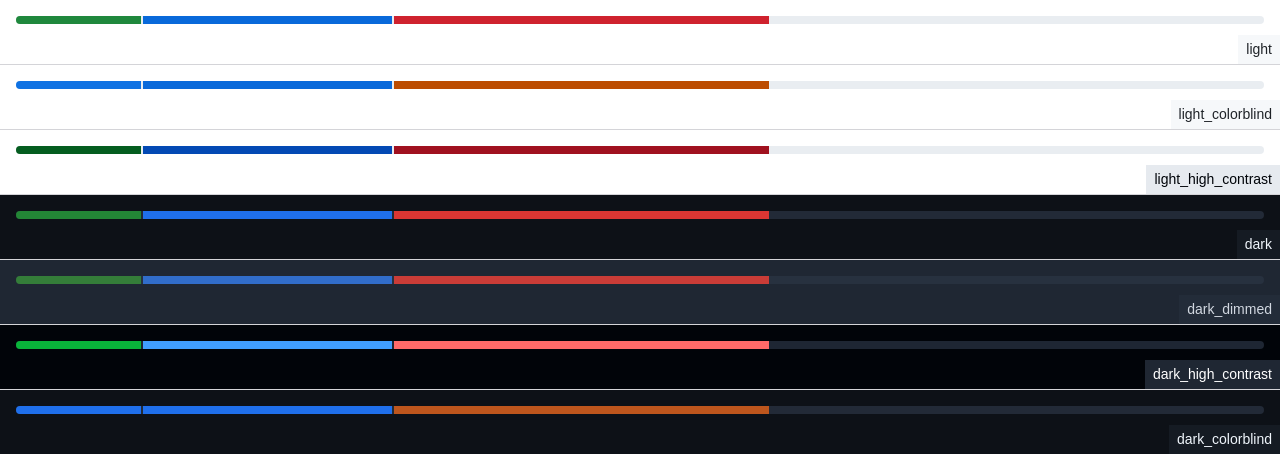 light
light_colorblind
light_high_contrast
dark
dark_dimmed
dark_high_contrast
dark_colorblind